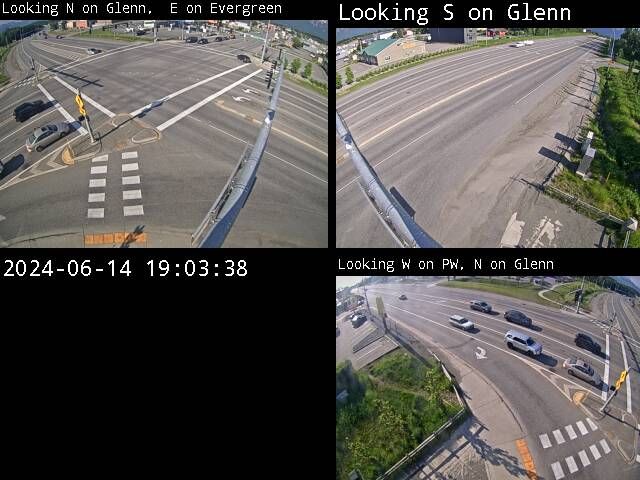 Looking N on Glenn, E on Evergreen
Looking S on Glenn
2024-06-14 19:03:38
Looking W on PW, N on Glenn